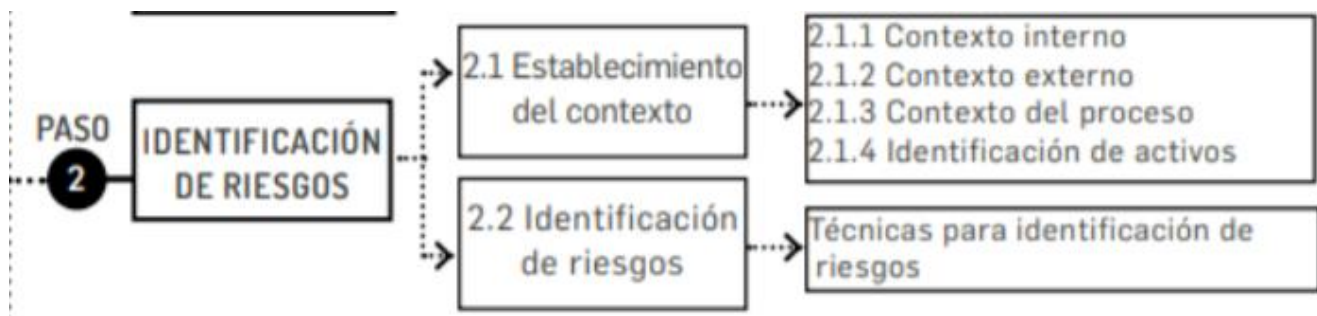 PASO
2
IDENTIFICACIÓN
DE RIESGOS
2.1 Establecimiento
del contexto
2.1.1 Contexto interno
2.1.2 Contexto externo
2.1.3 Contexto del proceso
2.1.4 Identificación de activos
2.2 Identificación
de riesgos
Técnicas para identificación de
riesgos